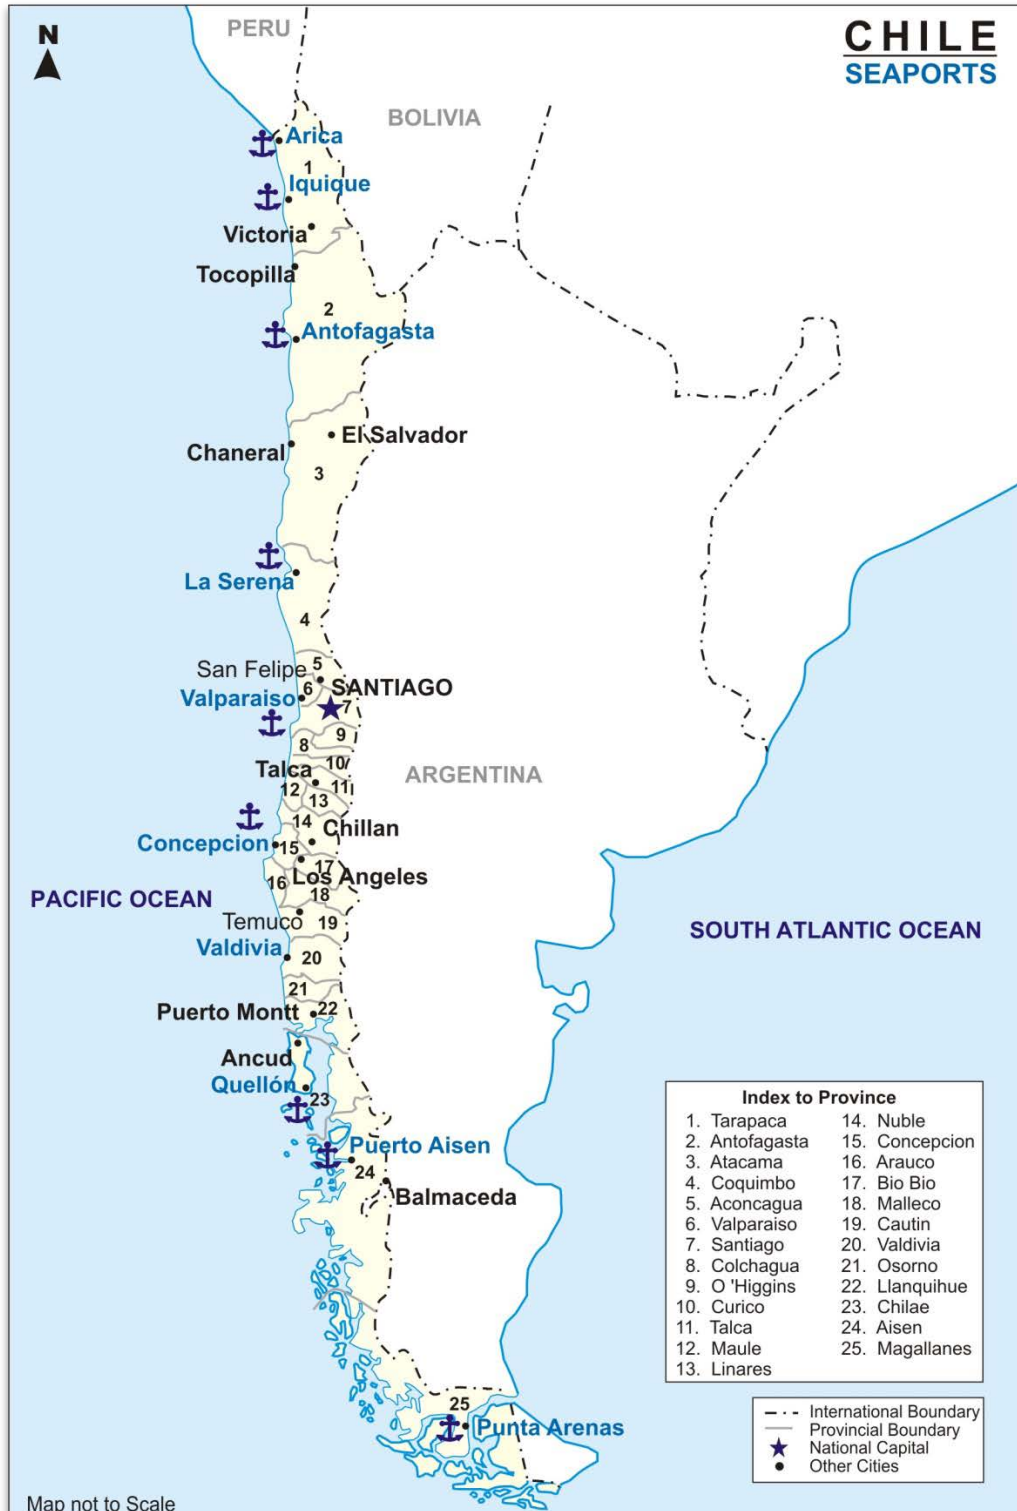 N
PERU
CHILE
SEAPORTS
BOLIVIA
Arica
1
Iquique
Victoria
Tocopilla
2
Antofagasta
El Salvador
Chaneral
3
La Serena
4
5
San Felipe
6
SANTIAGO
Valparaiso
7
9
8
10
Talca
ARGENTINA
11
12
13
14
Chillan
Concepcion
15
17
Los Angeles
16
18
PACIFIC OCEAN
Temuco
19
SOUTH ATLANTIC OCEAN
Valdivia
20
21
Puerto Montt
22
Ancud
Quellón
23
Puerto Aisen
24
Balmaceda
Index to Province
1. Tarapaca
2. Antofagasta
3. Atacama
4. Coquimbo
5. Aconcagua
6. Valparaiso
7. Santiago
8. Colchagua
9. O 'Higgins
10. Curico
11. Talca
12. Maule
13. Linares
14. Nuble
15. Concepcion
16. Arauco
17. Bio Bio
18. Malleco
19. Cautin
20. Valdivia
21. Osorno
22. Llanquihue
23. Chilae
24. Aisen
25. Magallanes
25
Punta Arenas
International Boundary
Provincial Boundary
National Capital
Other Cities
Map not to Scale